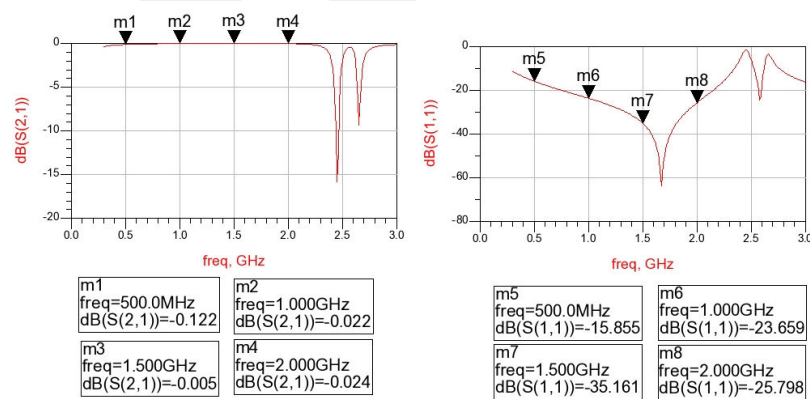 m1 m2 m3 m4
0
-5
-10
-15
-20
dB(S(2,1))
0.0 0.5 1.0 1.5 2.0 2.5 3.0
freq, GHz
m1
freq=500.0MHz
dB(S(2,1))=-0.122
m2
freq=1.000GHz
dB(S(2,1))=-0.022
m3
freq=1.500GHz
dB(S(2,1))=-0.005
m4
freq=2.000GHz
dB(S(2,1))=-0.024
m5
m6
m7
m8
0
-20
-40
-60
-80
dB(S(1,1))
0.0 0.5 1.0 1.5 2.0 2.5 3.0
freq, GHz
m5
freq=500.0MHz
dB(S(1,1))=-15.855
m6
freq=1.000GHz
dB(S(1,1))=-23.659
m7
freq=1.500GHz
dB(S(1,1))=-35.161
m8
freq=2.000GHz
dB(S(1,1))=-25.798